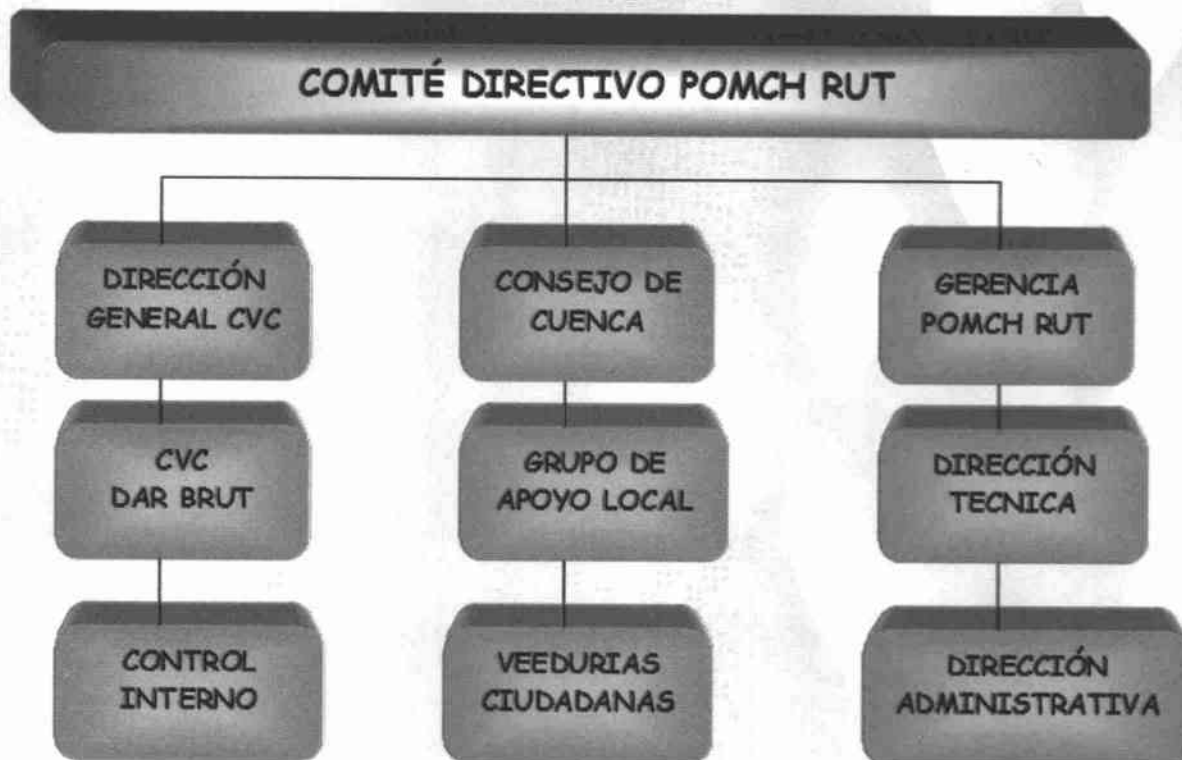 COMITÉ DIRECTIVO POMCH RUT
DIRECCIÓN
GENERAL CVC
CONSEJO DE
CUENCA
GERENCIA
POMCH RUT
CVC
DAR BRUT
GRUPO DE
APOYO LOCAL
DIRECCIÓN
TECNICA
CONTROL
INTERNO
VEEDURIAS
CIUDADANAS
DIRECCIÓN
ADMINISTRATIVA